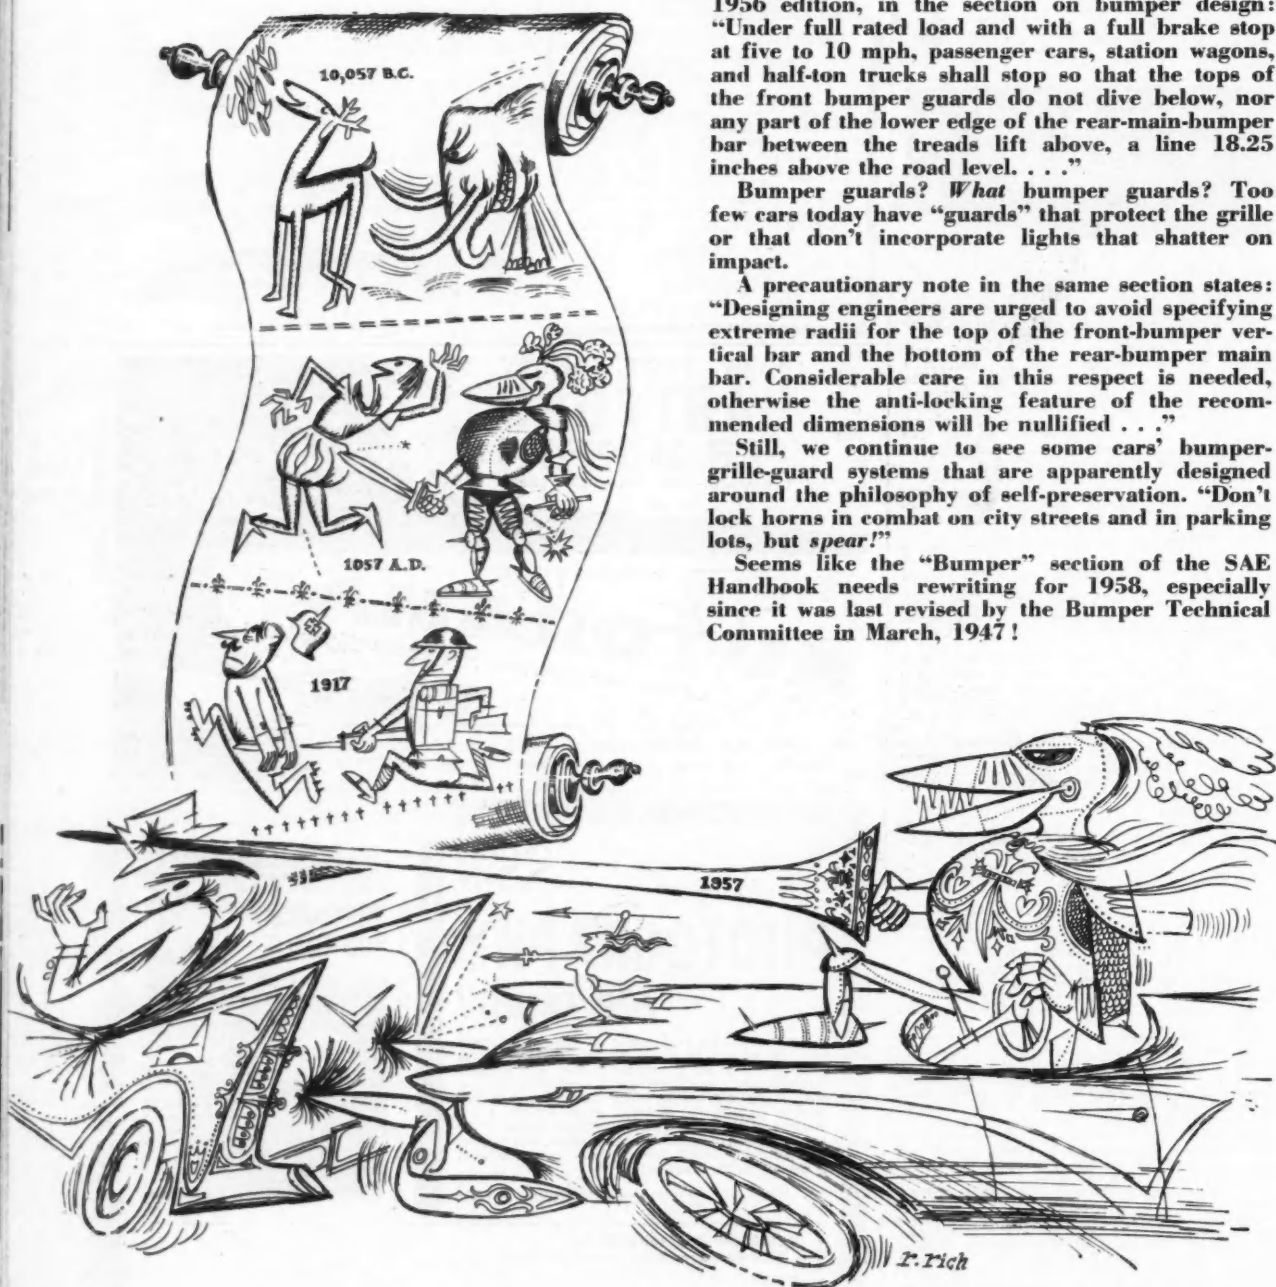 10,057 B.C.
1057 A.D.
1917
1957
r. rich
1956 edition, in the section on bumper design:
“Under full rated load and with a full brake stop
at five to 10 mph, passenger cars, station wagons,
and half-ton trucks shall stop so that the tops of
the front bumper guards do not dive below, nor
any part of the lower edge of the rear-main-bumper
bar between the treads lift above, a line 18.25
inches above the road level. . . .”
Bumper guards? What bumper guards? Too
few cars today have “guards” that protect the grille
or that don’t incorporate lights that shatter on
impact.
A precautionary note in the same section states:
“Designing engineers are urged to avoid specifying
extreme radii for the top of the front-bumper ver-
tical bar and the bottom of the rear-bumper main
bar. Considerable care in this respect is needed,
otherwise the anti-locking feature of the recom-
mended dimensions will be nullified . . .”
Still, we continue to see some cars’ bumper-
grille-guard systems that are apparently designed
around the philosophy of self-preservation. “Don’t
lock horns in combat on city streets and in parking
lots, but spear!”
Seems like the “Bumper” section of the SAE
Handbook needs rewriting for 1958, especially
since it was last revised by the Bumper Technical
Committee in March, 1947!